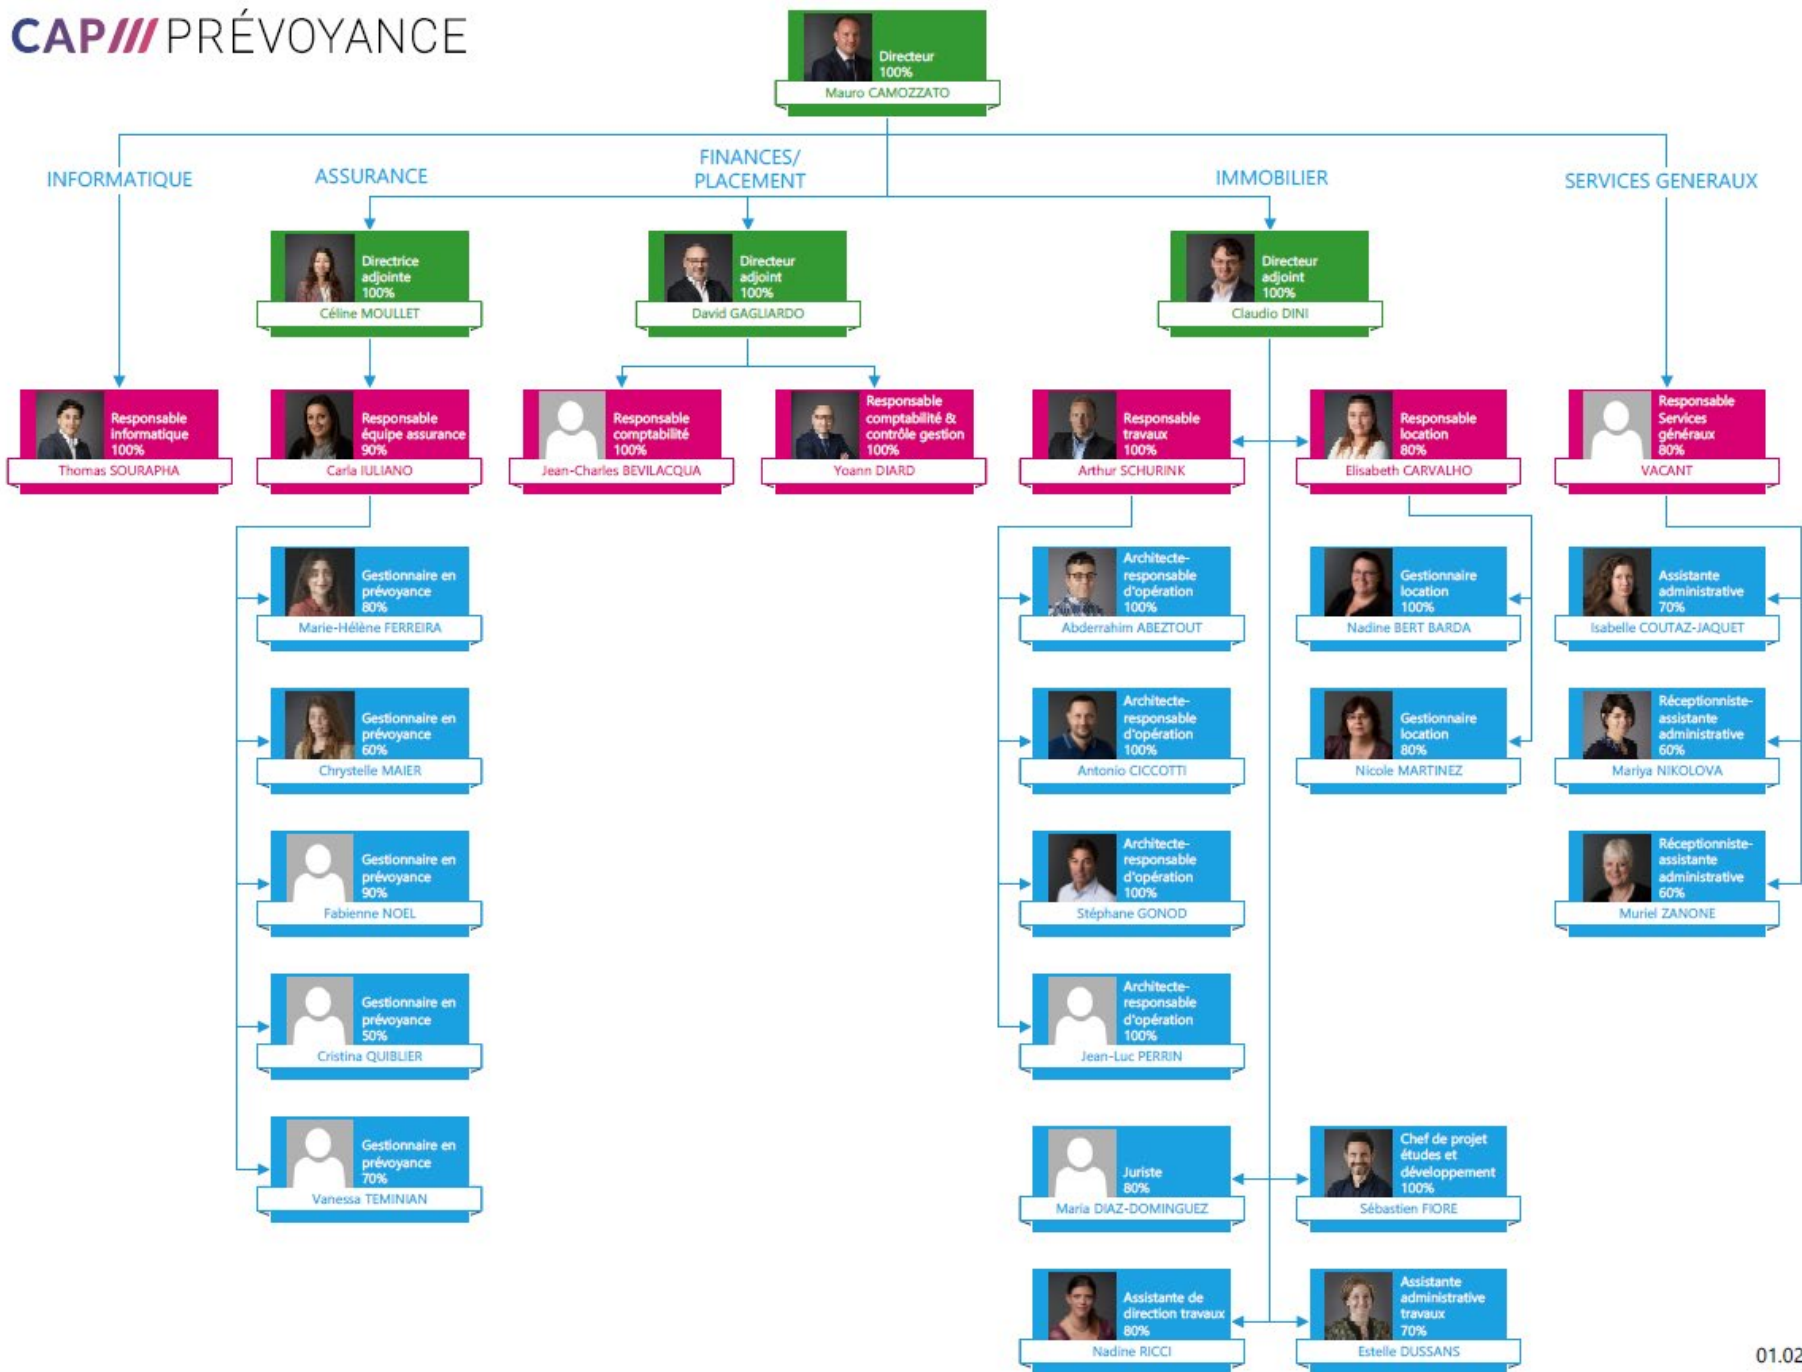 CAP/// PRÉVOYANCE
Directeur
100%
Mauro CAMOZZATO
INFORMATIQUE
ASSURANCE
FINANCES/
PLACEMENT
IMMOBILIER
SERVICES GENERAUX
Directrice
adjointe
100%
Céline MOULLET
Directeur
adjoint
100%
David GAGLIARDO
Directeur
adjoint
100%
Claudio DINI
Responsable
informatique
100%
Thomas SOURAPHA
Responsable
équipe assurance
90%
Carla IULIANO
Responsable
comptabilité
100%
Jean-Charles BEVILACQUA
Responsable
comptabilité &
contrôle gestion
100%
Yoann DIARD
Responsable
travaux
100%
Arthur SCHURINK
Responsable
location
80%
Elisabeth CARVALHO
Responsable
Services
généraux
80%
VACANT
Gestionnaire en
prévoyance
80%
Marie-Hélène FERREIRA
Architecte-
responsable
d'opération
100%
Abderrahim ABEZTOUT
Gestionnaire
location
100%
Nadine BERT BARDA
Assistante
administrative
70%
Isabelle COUTAZ-JAQUET
Gestionnaire en
prévoyance
60%
Chrystelle MAIER
Architecte-
responsable
d'opération
100%
Antonio CICCOTTI
Gestionnaire
location
80%
Nicole MARTINEZ
Réceptionniste-
assistante
administrative
60%
Mariya NIKOLOVA
Gestionnaire en
prévoyance
90%
Fabienne NOEL
Architecte-
responsable
d'opération
100%
Stéphane GONOD
Réceptionniste-
assistante
administrative
60%
Muriel ZANONE
Gestionnaire en
prévoyance
50%
Cristina QUIBLIER
Architecte-
responsable
d'opération
100%
Jean-Luc PERRIN
Gestionnaire en
prévoyance
70%
Vanessa TEMINIAN
Juriste
80%
Maria DIAZ-DOMINGUEZ
Chef de projet
études et
développement
100%
Sébastien FIORE
Assistante de
direction travaux
80%
Nadine RICCI
Assistante
administrative
travaux
70%
Estelle DUSSANS
01.02